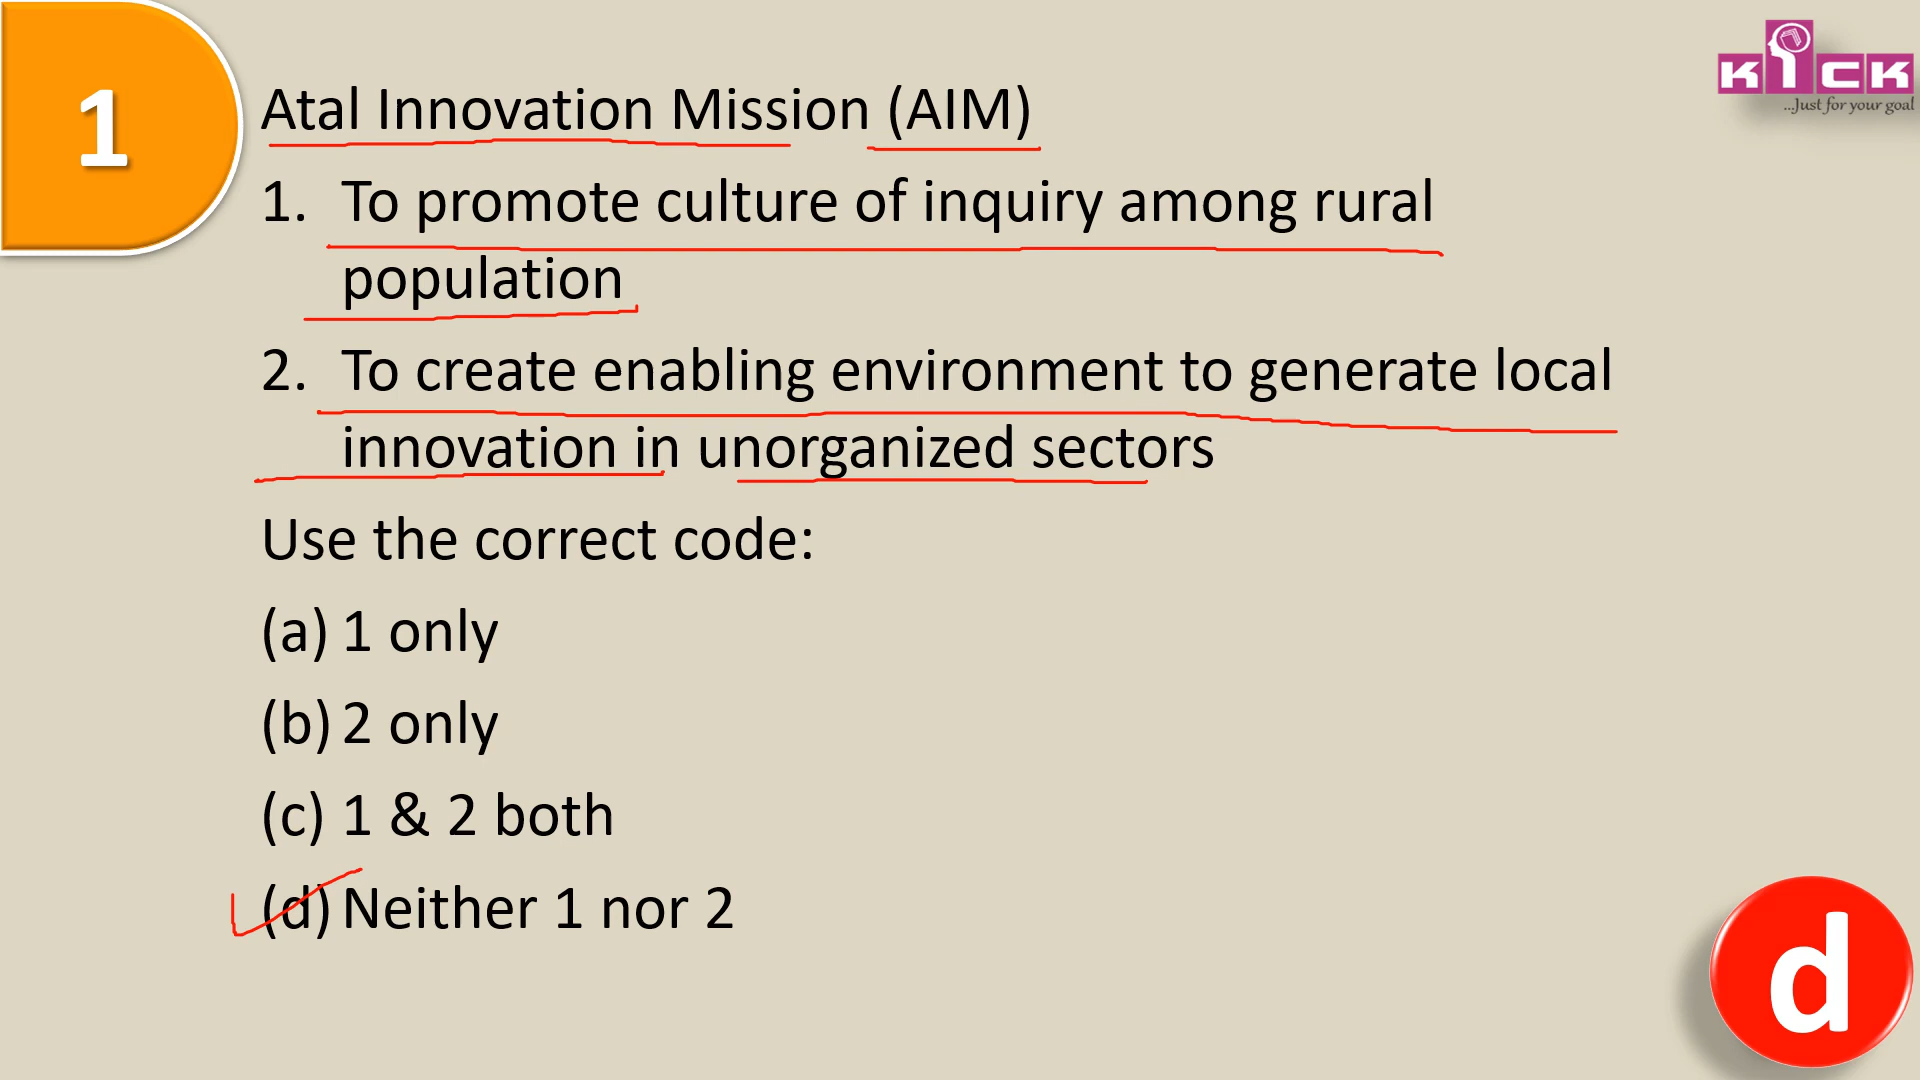 1
KICK
...Just for your goal
Atal Innovation Mission (AIM)
1. To promote culture of inquiry among rural
population
2. To create enabling environment to generate local
innovation in unorganized sectors
Use the correct code:
(a) 1 only
(b) 2 only
(c) 1 & 2 both
(d) Neither 1 nor 2
d